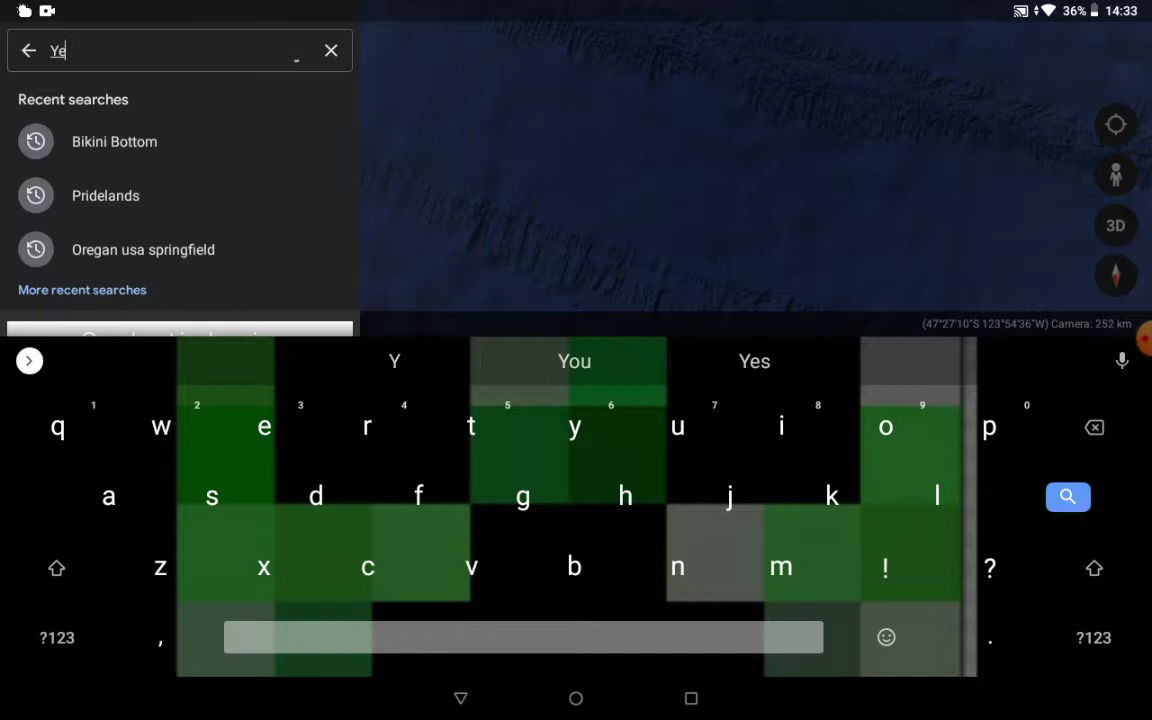 36% 14:33
Ye
Recent searches
Bikini Bottom
Pridelands
Oregan usa springfield
More recent searches
3D
(47°27'10"S 123°54'36"W) Camera: 252 km
Y You Yes
1 2 3 4 5 6 7 8 9 0
q w e r t y u i o p
a s d f g h j k l
z x c v b n m ! ?
?123 , . ?123